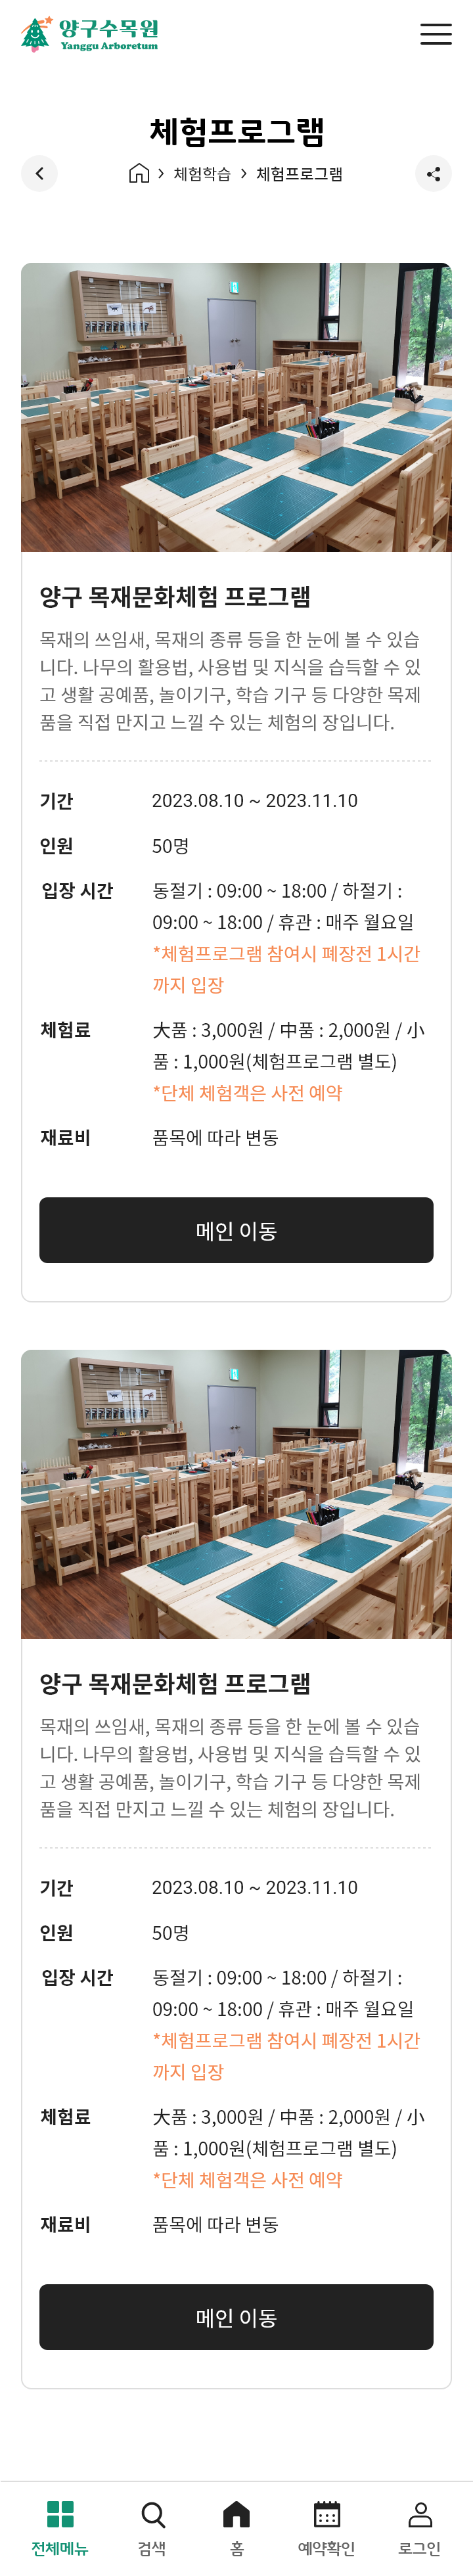 양구수목원
Yanggu Arboretum
체험프로그램
체험학습 > 체험프로그램
양구 목재문화체험 프로그램
목재의 쓰임새, 목재의 종류 등을 한 눈에 볼 수 있습
니다. 나무의 활용법, 사용법 및 지식을 습득할 수 있
고 생활 공예품, 놀이기구, 학습 기구 등 다양한 목제
품을 직접 만지고 느낄 수 있는 체험의 장입니다.
기간 2023.08.10 ~ 2023.11.10
인원 50명
입장 시간 동절기 : 09:00 ~ 18:00 / 하절기 :
09:00 ~ 18:00 / 휴관 : 매주 월요일
*체험프로그램 참여시 폐장전 1시간
까지 입장
체험료 大품 : 3,000원 / 中품 : 2,000원 / 小
품 : 1,000원(체험프로그램 별도)
*단체 체험객은 사전 예약
재료비 품목에 따라 변동
메인 이동
양구 목재문화체험 프로그램
목재의 쓰임새, 목재의 종류 등을 한 눈에 볼 수 있습
니다. 나무의 활용법, 사용법 및 지식을 습득할 수 있
고 생활 공예품, 놀이기구, 학습 기구 등 다양한 목제
품을 직접 만지고 느낄 수 있는 체험의 장입니다.
기간 2023.08.10 ~ 2023.11.10
인원 50명
입장 시간 동절기 : 09:00 ~ 18:00 / 하절기 :
09:00 ~ 18:00 / 휴관 : 매주 월요일
*체험프로그램 참여시 폐장전 1시간
까지 입장
체험료 大품 : 3,000원 / 中품 : 2,000원 / 小
품 : 1,000원(체험프로그램 별도)
*단체 체험객은 사전 예약
재료비 품목에 따라 변동
메인 이동
전체메뉴 검색 홈 예약확인 로그인